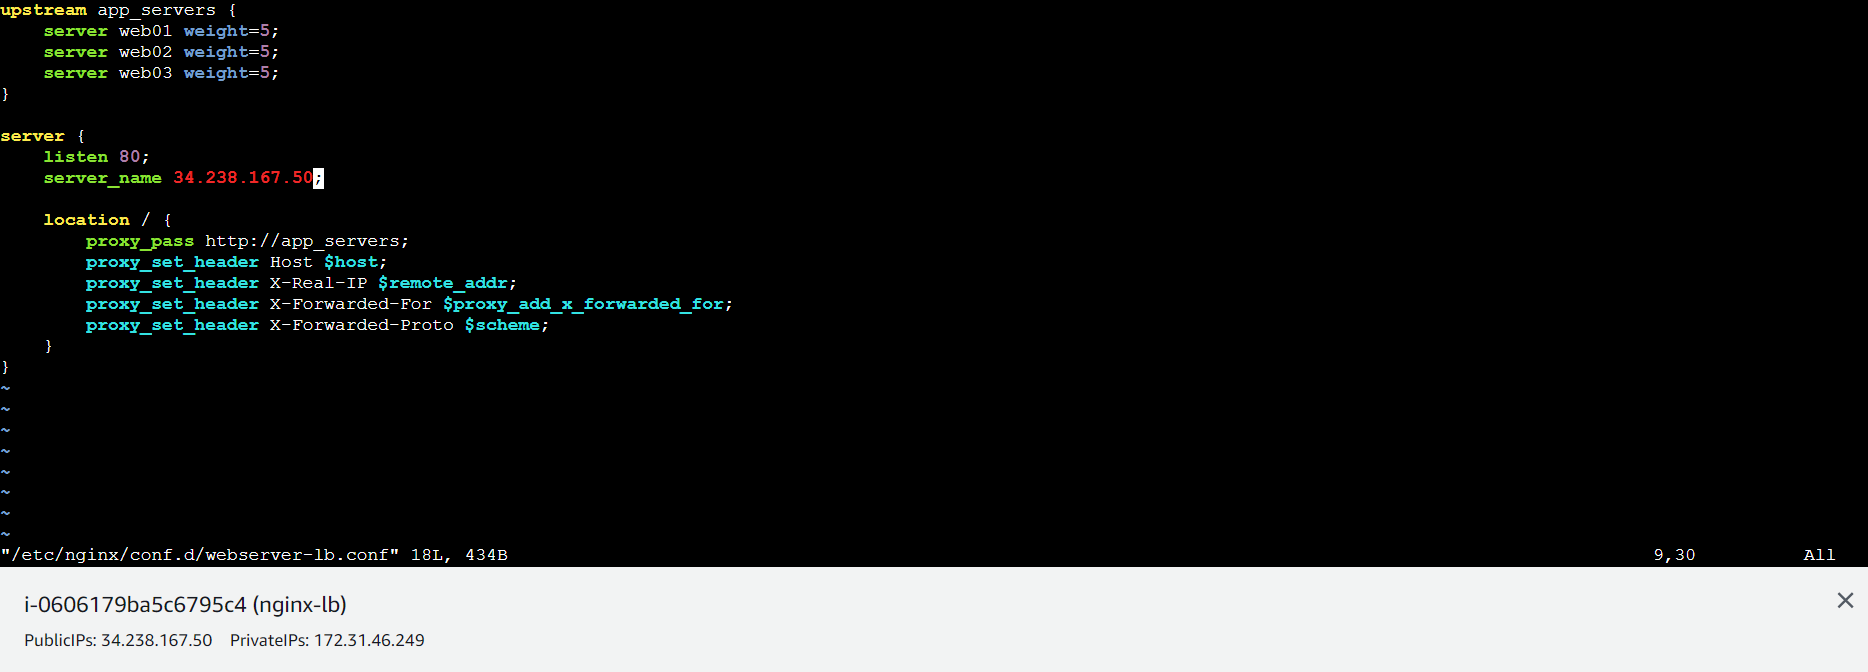 upstream app_servers {
    server web01 weight=5;
    server web02 weight=5;
    server web03 weight=5;
}
server {
    listen 80;
    server_name 34.238.167.50;
    location / {
        proxy_pass http://app_servers;
        proxy_set_header Host $host;
        proxy_set_header X-Real-IP $remote_addr;
        proxy_set_header X-Forwarded-For $proxy_add_x_forwarded_for;
        proxy_set_header X-Forwarded-Proto $scheme;
    }
}
~
~
~
~
~
~
~
~
"/etc/nginx/conf.d/webserver-lb.conf" 18L, 434B 9,30 All
i-0606179ba5c6795c4 (nginx-lb)
PublicIPs: 34.238.167.50 PrivateIPs: 172.31.46.249